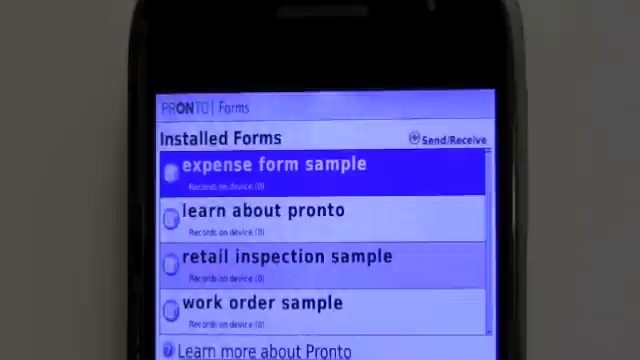 PRONTO | Forms
Installed Forms
Send/Receive
expense form sample
Records on device (0)
learn about pronto
Records on device (0)
retail inspection sample
Records on device (0)
work order sample
Records on device (0)
Learn more about Pronto